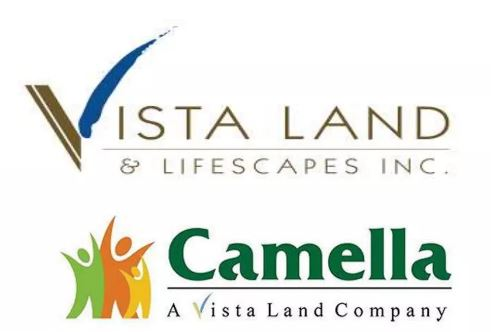 VISTA LAND
& LIFESCAPES INC.
Camella
A Vista Land Company